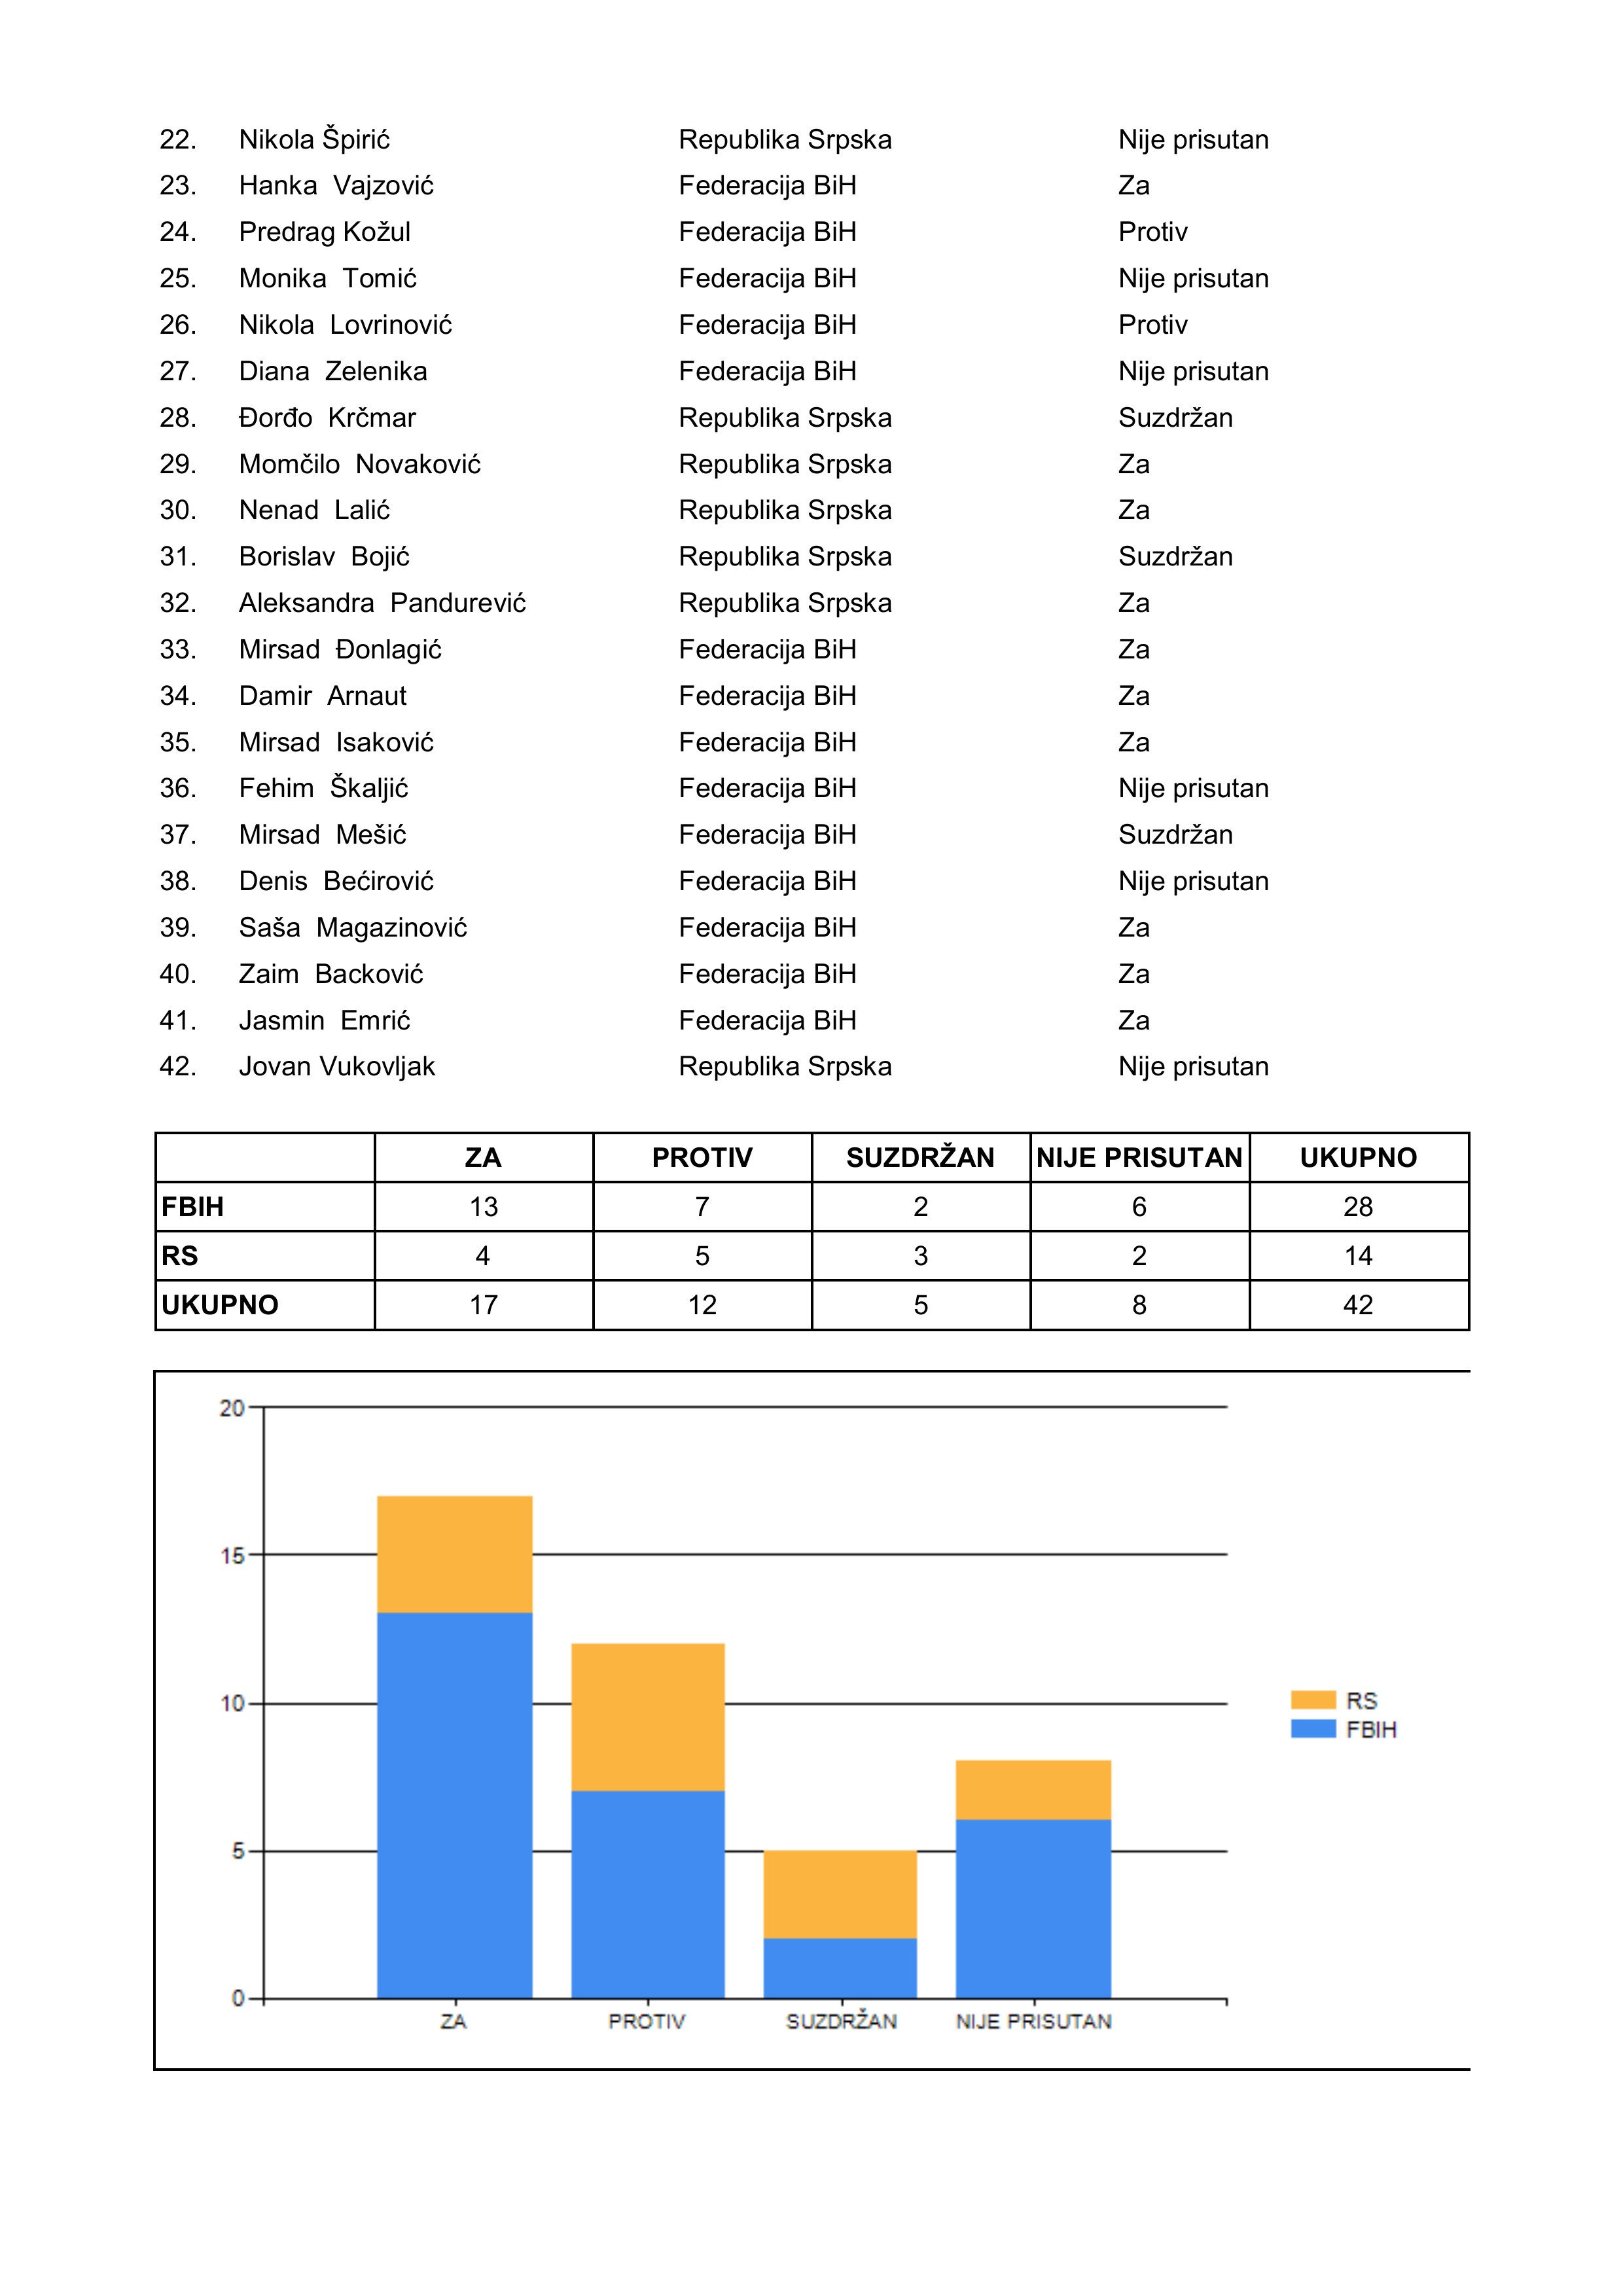 22. Nikola Špirić Republika Srpska Nije prisutan
23. Hanka Vajzović Federacija BiH Za
24. Predrag Kožul Federacija BiH Protiv
25. Monika Tomić Federacija BiH Nije prisutan
26. Nikola Lovrinović Federacija BiH Protiv
27. Diana Zelenika Federacija BiH Nije prisutan
28. Đorđo Krčmar Republika Srpska Suzdržan
29. Momčilo Novaković Republika Srpska Za
30. Nenad Lalić Republika Srpska Za
31. Borislav Bojić Republika Srpska Suzdržan
32. Aleksandra Pandurević Republika Srpska Za
33. Mirsad Đonlagić Federacija BiH Za
34. Damir Arnaut Federacija BiH Za
35. Mirsad Isaković Federacija BiH Za
36. Fehim Škaljić Federacija BiH Nije prisutan
37. Mirsad Mešić Federacija BiH Suzdržan
38. Denis Bećirović Federacija BiH Nije prisutan
39. Saša Magazinović Federacija BiH Za
40. Zaim Backović Federacija BiH Za
41. Jasmin Emrić Federacija BiH Za
42. Jovan Vukovljak Republika Srpska Nije prisutan
ZA PROTIV SUZDRŽAN NIJE PRISUTAN UKUPNO
FBIH 13 7 2 6 28
RS 4 5 3 2 14
UKUPNO 17 12 5 8 42
20
15
10
5
0
ZA PROTIV SUZDRŽAN NIJE PRISUTAN
RS
FBIH